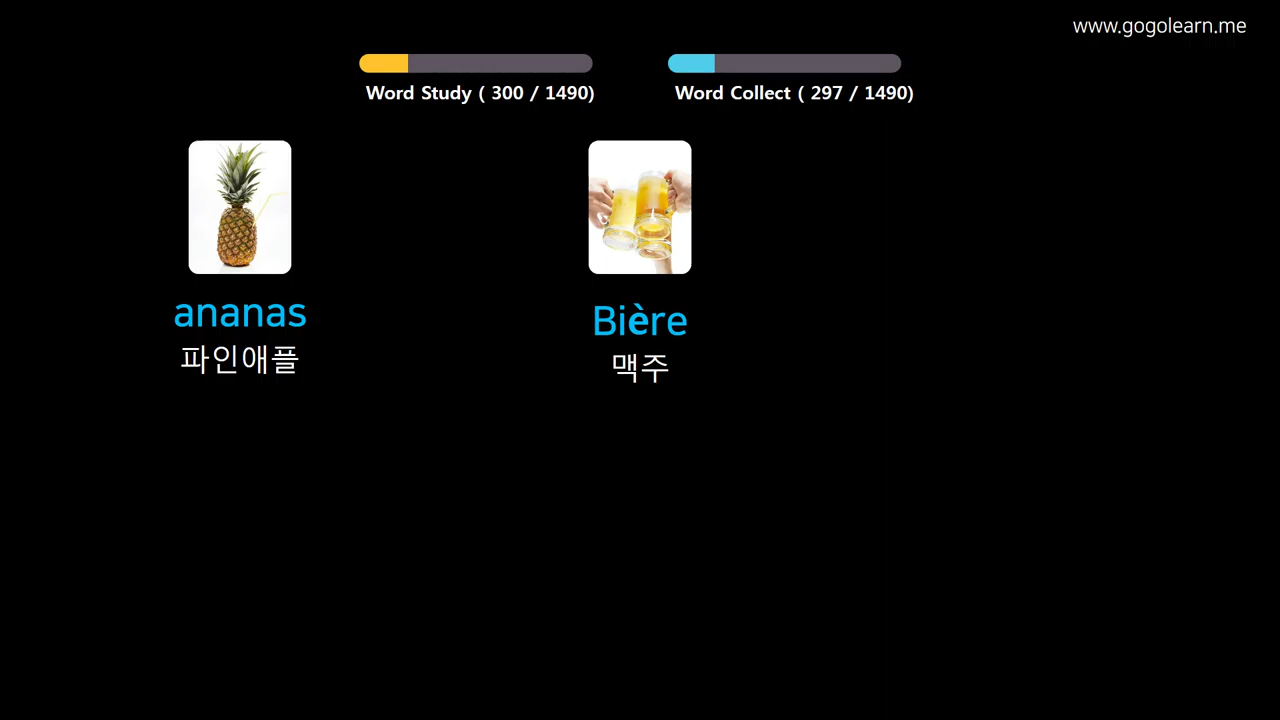 www.gogolearn.me
Word Study ( 300 / 1490)
Word Collect ( 297 / 1490)
ananas
파인애플
Bière
맥주